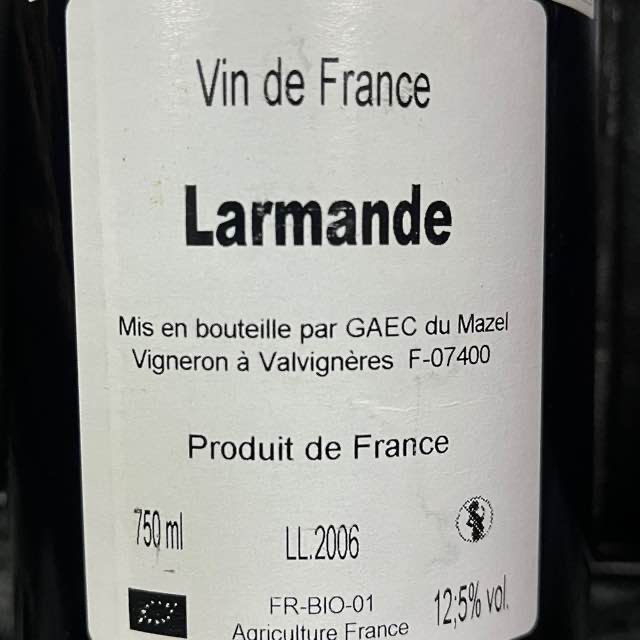 Vin de France
Larmande
Mis en bouteille par GAEC du Mazel
Vigneron à Valvignères F-07400
Produit de France
750 ml
LL.2006
FR-BIO-01
Agriculture France
12,5% vol.